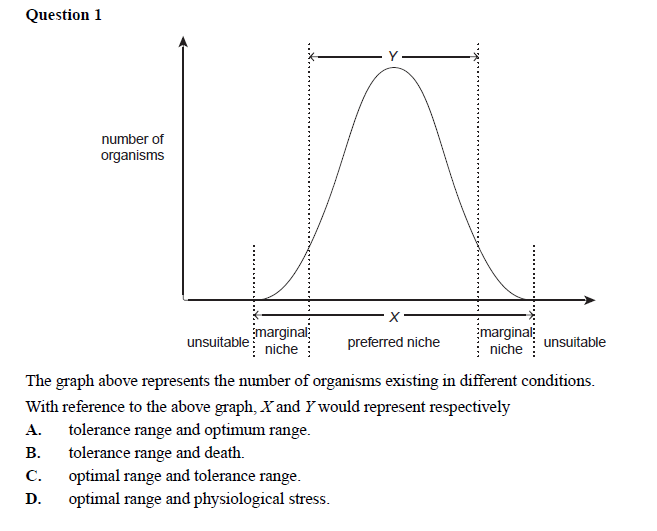 Question 1
Y
number of
organisms
X
unsuitable
marginal
niche
preferred niche
marginal
niche
unsuitable
The graph above represents the number of organisms existing in different conditions.
With reference to the above graph, X and Y would represent respectively
A. tolerance range and optimum range.
B. tolerance range and death.
C. optimal range and tolerance range.
D. optimal range and physiological stress.